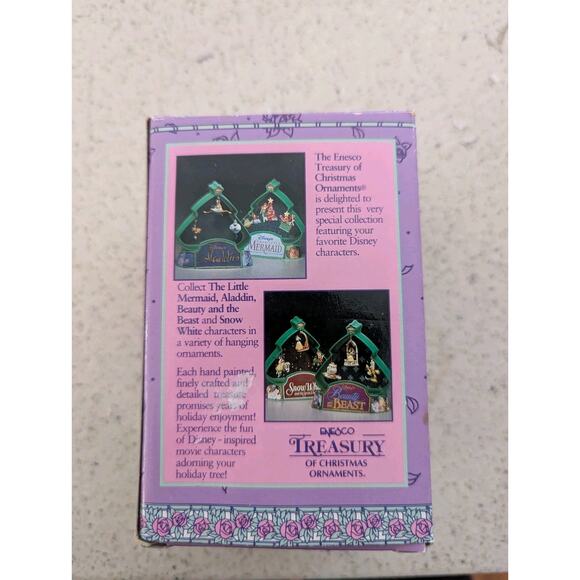 The Enesco
Treasury of
Christmas
Ornaments®
is delighted to
present this very
special collection
featuring your
favorite Disney
characters.
Aladdin
Disney's
MERMAID
Collect The Little
Mermaid, Aladdin,
Beauty and the
Beast and Snow
White characters in
a variety of hanging
ornaments.
Each hand painted,
finely crafted and
detailed treasure
promises years of
holiday enjoyment!
Experience the fun
of Disney - inspired
movie characters
adorning your
holiday tree!
Snow Wh
Beauty
BEAST
ENESCO
TREASURY
OF CHRISTMAS
ORNAMENTS.